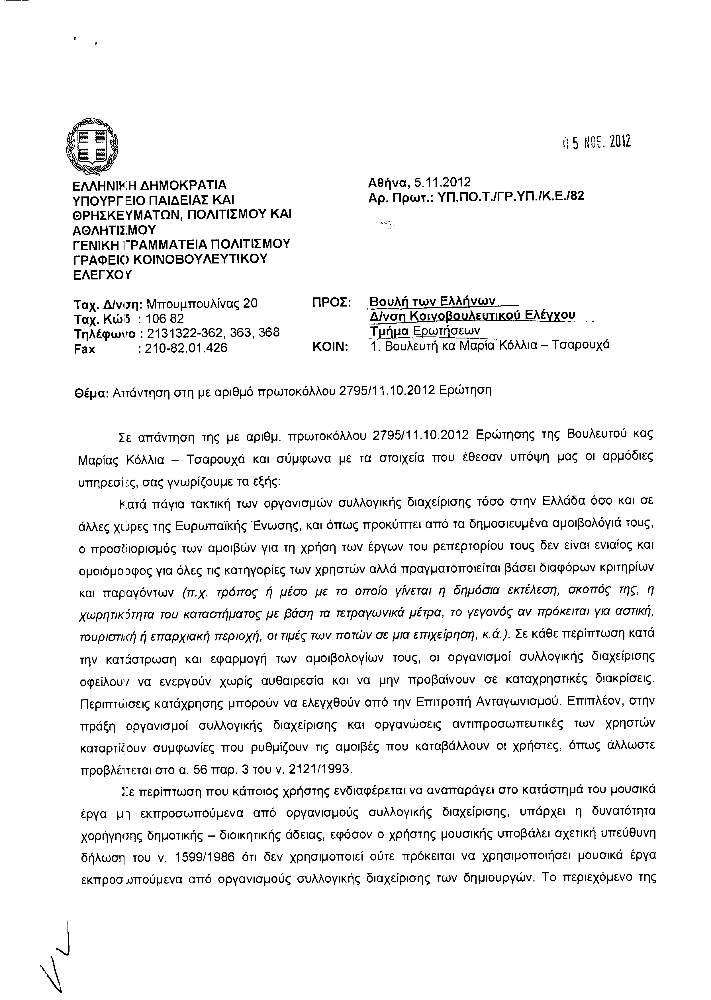 05 ΝΟΕ. 2012
ΕΛΛΗΝΙΚΗ ΔΗΜΟΚΡΑΤΙΑ
ΥΠΟΥΡΓΕΙΟ ΠΑΙΔΕΙΑΣ ΚΑΙ
ΘΡΗΣΚΕΥΜΑΤΩΝ, ΠΟΛΙΤΙΣΜΟΥ ΚΑΙ
ΑΘΛΗΤΙΣΜΟΥ
ΓΕΝΙΚΗ ΓΡΑΜΜΑΤΕΙΑ ΠΟΛΙΤΙΣΜΟΥ
ΓΡΑΦΕΙΟ ΚΟΙΝΟΒΟΥΛΕΥΤΙΚΟΥ
ΕΛΕΓΧΟΥ
Αθήνα, 5.11.2012
Αρ. Πρωτ.: ΥΠ.ΠΟ.Τ./ΓΡ.ΥΠ./Κ.Ε./82
Ταχ. Δ/νση: Μπουμπουλίνας 20
Ταχ. Κώδ : 106 82
Τηλέφωνο : 2131322-362, 363, 368
Fax : 210-82.01.426
ΠΡΟΣ: Βουλή των Ελλήνων
Δ/νση Κοινοβουλευτικού Ελέγχου
Τμήμα Ερωτήσεων
ΚΟΙΝ: 1. Βουλευτή κα Μαρία Κόλλια – Τσαρουχά
Θέμα: Απάντηση στη με αριθμό πρωτοκόλλου 2795/11.10.2012 Ερώτηση
Σε απάντηση της με αριθμ. πρωτοκόλλου 2795/11.10.2012 Ερώτησης της Βουλευτού κας
Μαρίας Κόλλια – Τσαρουχά και σύμφωνα με τα στοιχεία που έθεσαν υπόψη μας οι αρμόδιες
υπηρεσίες, σας γνωρίζουμε τα εξής:
Κατά πάγια τακτική των οργανισμών συλλογικής διαχείρισης τόσο στην Ελλάδα όσο και σε
άλλες χώρες της Ευρωπαϊκής Ένωσης, και όπως προκύπτει από τα δημοσιευμένα αμοιβολόγιά τους,
ο προσδιορισμός των αμοιβών για τη χρήση των έργων του ρεπερτορίου τους δεν είναι ενιαίος και
ομοιόμορφος για όλες τις κατηγορίες των χρηστών αλλά πραγματοποιείται βάσει διαφόρων κριτηρίων
και παραγόντων (π.χ. τρόπος ή μέσο με το οποίο γίνεται η δημόσια εκτέλεση, σκοπός της, η
χωρητικότητα του καταστήματος με βάση τα τετραγωνικά μέτρα, το γεγονός αν πρόκειται για αστική,
τουριστική ή επαρχιακή περιοχή, οι τιμές των ποτών σε μια επιχείρηση, κ.ά.). Σε κάθε περίπτωση κατά
την κατάστρωση και εφαρμογή των αμοιβολογίων τους, οι οργανισμοί συλλογικής διαχείρισης
οφείλουν να ενεργούν χωρίς αυθαιρεσία και να μην προβαίνουν σε καταχρηστικές διακρίσεις.
Περιπτώσεις κατάχρησης μπορούν να ελεγχθούν από την Επιτροπή Ανταγωνισμού. Επιπλέον, στην
πράξη οργανισμοί συλλογικής διαχείρισης και οργανώσεις αντιπροσωπευτικές των χρηστών
καταρτίζουν συμφωνίες που ρυθμίζουν τις αμοιβές που καταβάλλουν οι χρήστες, όπως άλλωστε
προβλέπεται στο α. 56 παρ. 3 του ν. 2121/1993.
Σε περίπτωση που κάποιος χρήστης ενδιαφέρεται να αναπαράγει στο κατάστημά του μουσικά
έργα μη εκπροσωπούμενα από οργανισμούς συλλογικής διαχείρισης, υπάρχει η δυνατότητα
χορήγησης δημοτικής – διοικητικής άδειας, εφόσον ο χρήστης μουσικής υποβάλει σχετική υπεύθυνη
δήλωση του ν. 1599/1986 ότι δεν χρησιμοποιεί ούτε πρόκειται να χρησιμοποιήσει μουσικά έργα
εκπροσωπούμενα από οργανισμούς συλλογικής διαχείρισης των δημιουργών. Το περιεχόμενο της